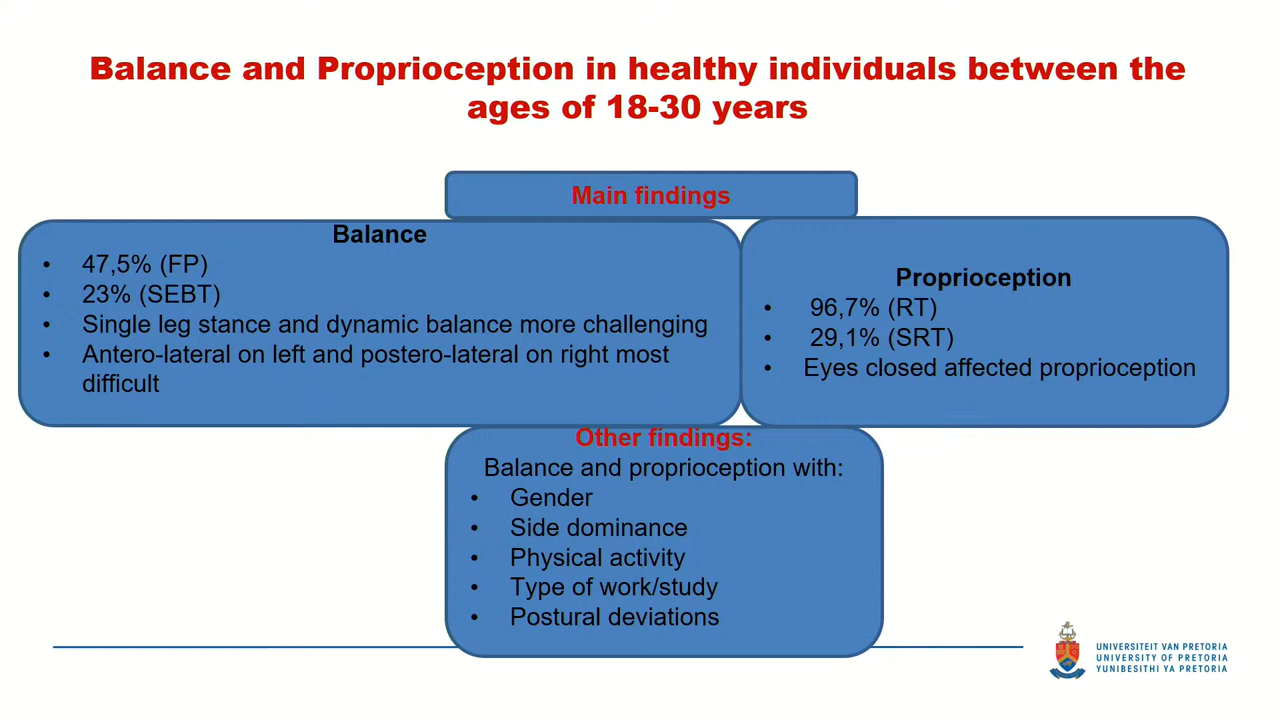 Balance and Proprioception in healthy individuals between the
ages of 18-30 years
Main findings
Balance
• 47,5% (FP)
• 23% (SEBT)
• Single leg stance and dynamic balance more challenging
• Antero-lateral on left and postero-lateral on right most
difficult
Proprioception
• 96,7% (RT)
• 29,1% (SRT)
• Eyes closed affected proprioception
Other findings:
Balance and proprioception with:
• Gender
• Side dominance
• Physical activity
• Type of work/study
• Postural deviations
UNIVERSITEIT VAN PRETORIA
UNIVERSITY OF PRETORIA
YUNIBESITHI YA PRETORIA